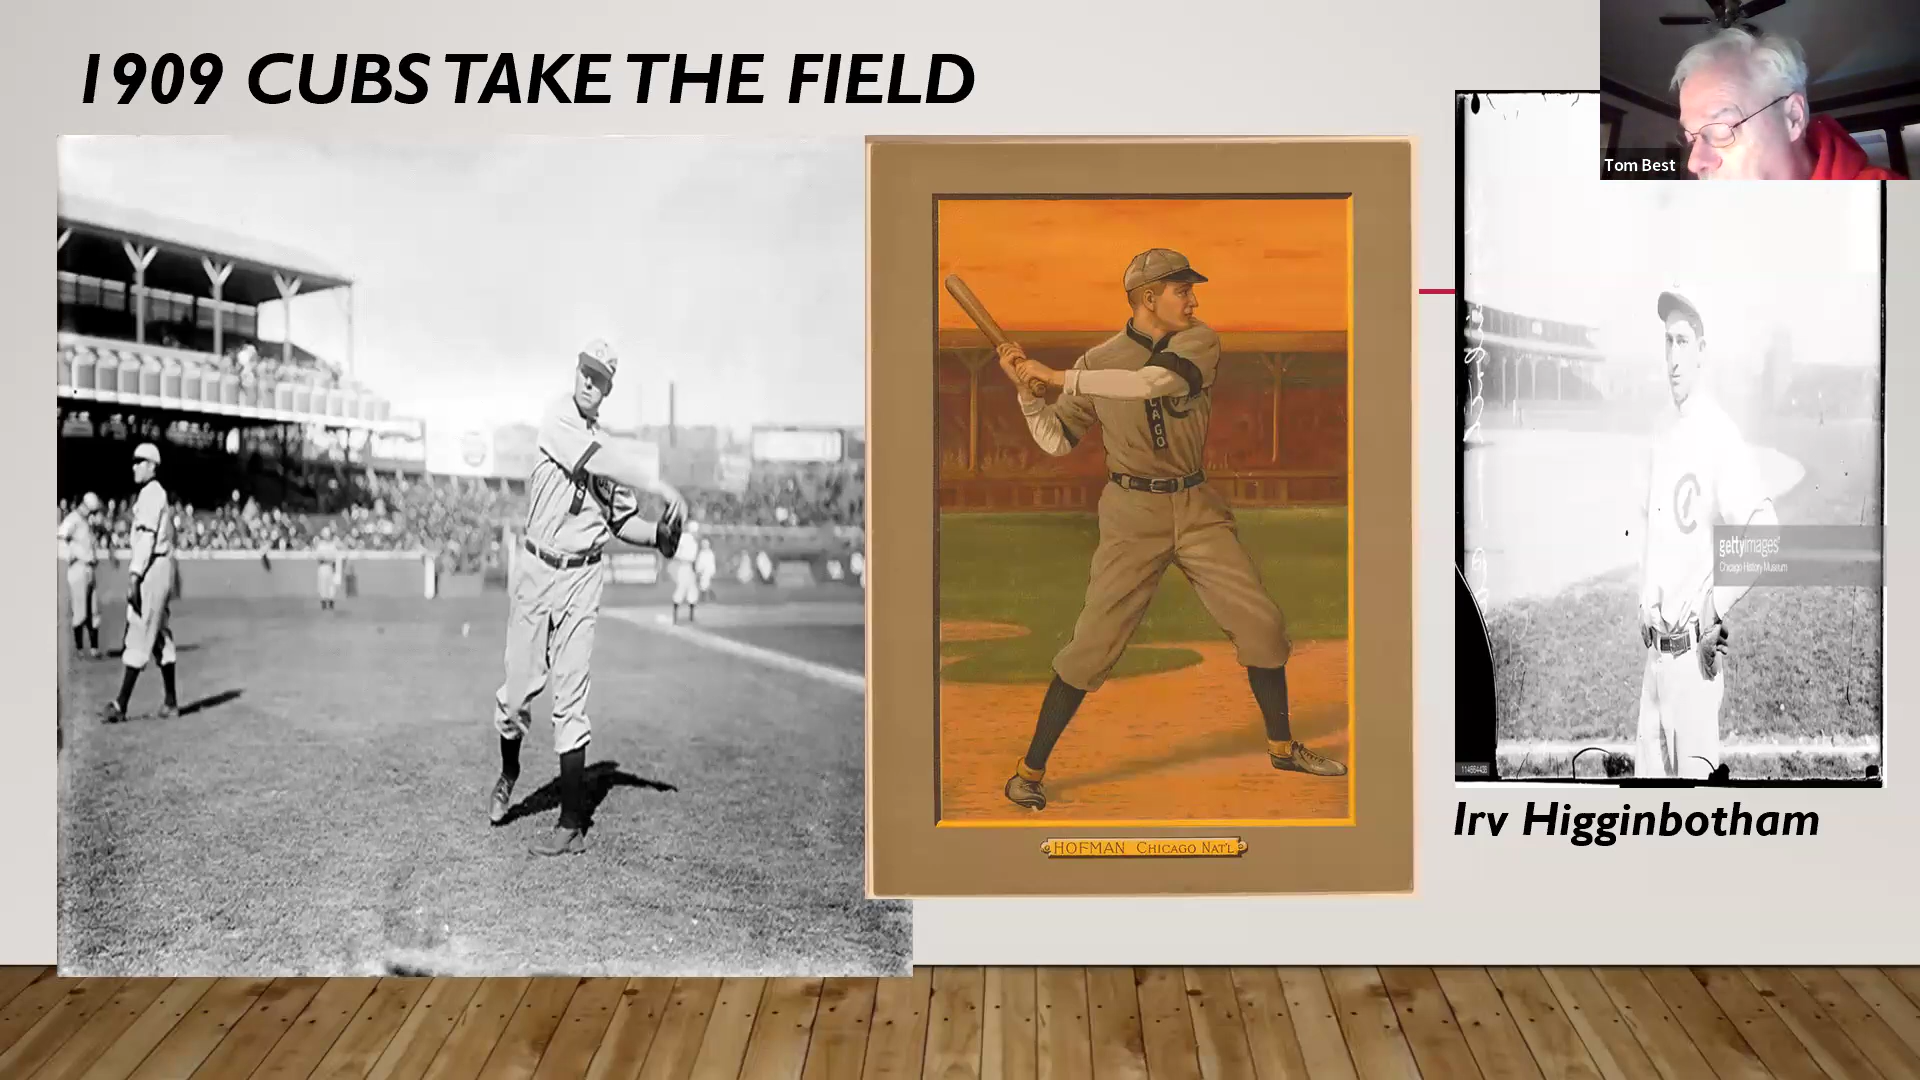 1909 CUBS TAKE THE FIELD
Tom Best
CAGO
C
gettyimages
Chicago History Museum
HOFMAN CHICAGO NAT'L
Irv Higginbotham